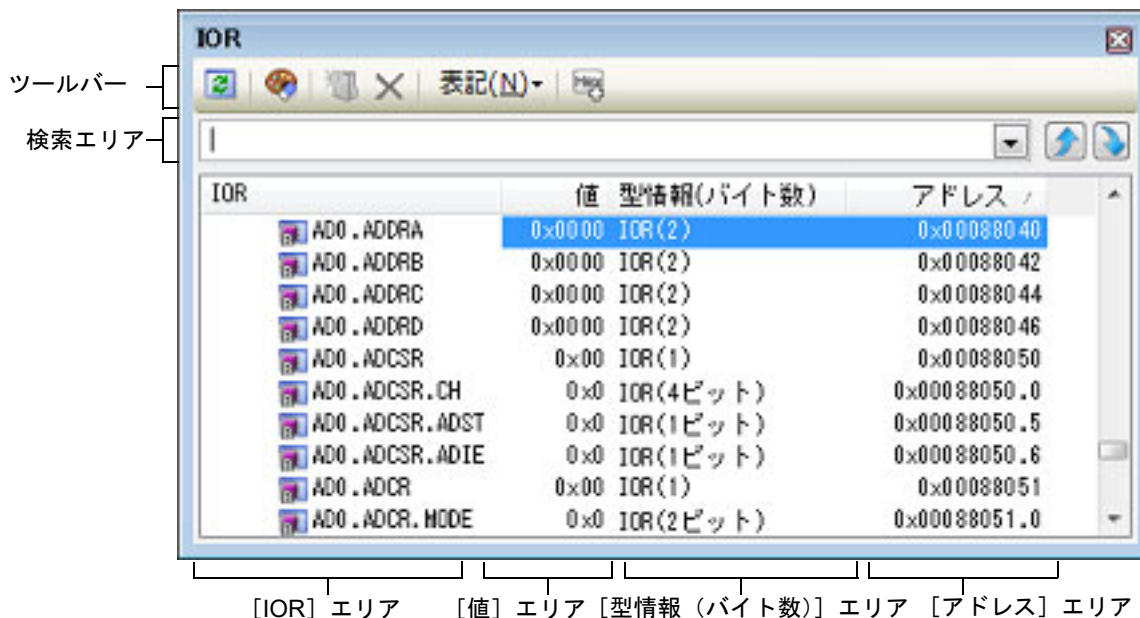 IOR
ツールバー
表記(N)
Hex
検索エリア
IOR 値 型情報(バイト数) アドレス
AD0.ADDRA 0x0000 IOR(2) 0x00088040
AD0.ADDRB 0x0000 IOR(2) 0x00088042
AD0.ADDRC 0x0000 IOR(2) 0x00088044
AD0.ADDRD 0x0000 IOR(2) 0x00088046
AD0.ADCSR 0x00 IOR(1) 0x00088050
AD0.ADCSR.CH 0x0 IOR(4ビット) 0x00088050.0
AD0.ADCSR.ADST 0x0 IOR(1ビット) 0x00088050.5
AD0.ADCSR.ADIE 0x0 IOR(1ビット) 0x00088050.6
AD0.ADCR 0x00 IOR(1) 0x00088051
AD0.ADCR.MODE 0x0 IOR(2ビット) 0x00088051.0
［IOR］エリア ［値］エリア ［型情報（バイト数）］エリア ［アドレス］エリア